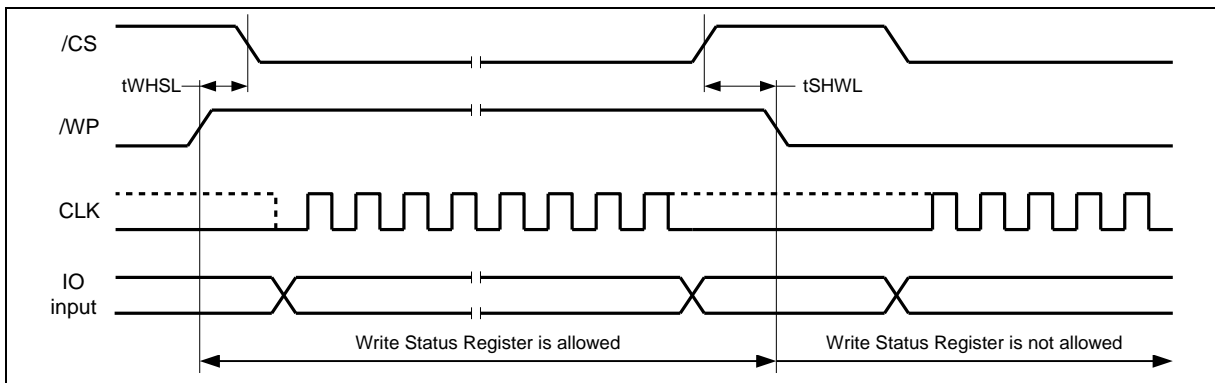 /CS
tWHSL
tSHWL
/WP
CLK
IO
input
Write Status Register is allowed
Write Status Register is not allowed